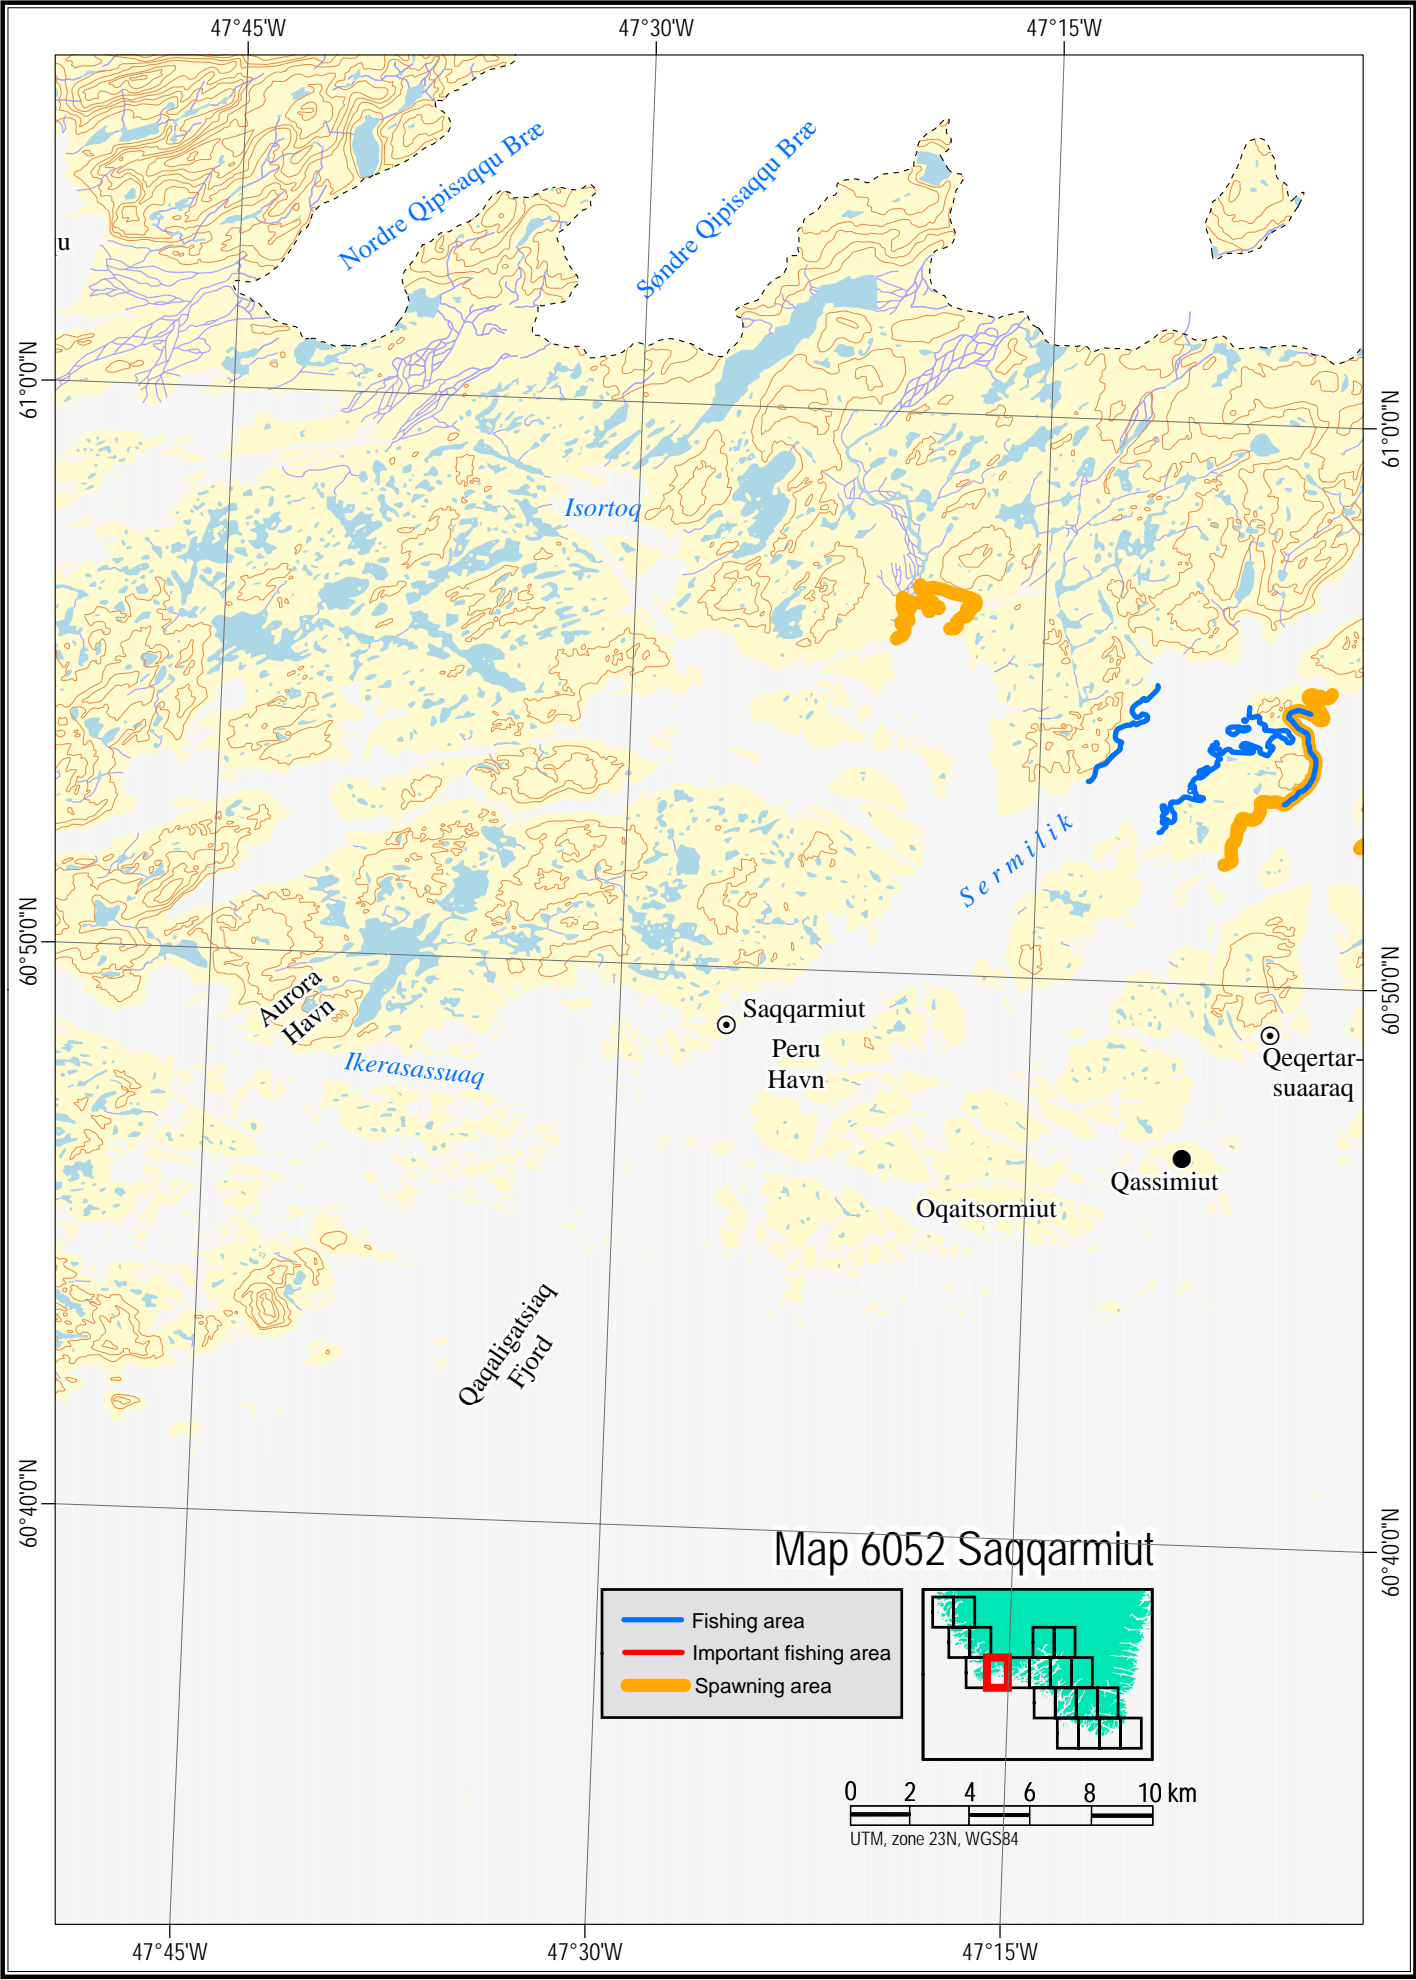 47°45'W
47°30'W
47°15'W
Nordre Qipisaqqu Bræ
Søndre Qipisaqqu Bræ
u
61°0'0"N
61°0'0"N
Isortoq
Sermilik
60°50'0"N
60°50'0"N
Aurora
Havn
Saqqarmiut
Peru
Havn
Ikerasassuaq
Qeqertar-
suaaraq
Qassimiut
Oqaitsormiut
Qaqaligatsiaq
Fjord
60°40'0"N
60°40'0"N
Map 6052 Saqqarmiut
Fishing area
Important fishing area
Spawning area
0 2 4 6 8 10 km
UTM, zone 23N, WGS84
47°45'W
47°30'W
47°15'W